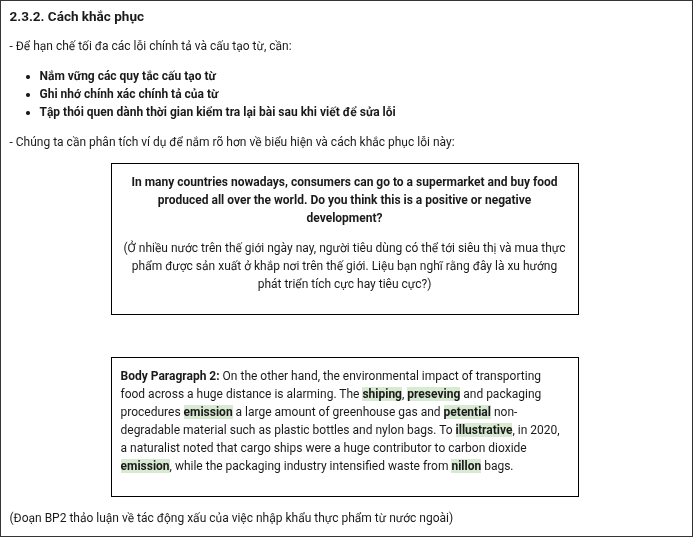 2.3.2. Cách khắc phục
- Để hạn chế tối đa các lỗi chính tả và cấu tạo từ, cần:
• Nắm vững các quy tắc cấu tạo từ
• Ghi nhớ chính xác chính tả của từ
• Tập thói quen dành thời gian kiểm tra lại bài sau khi viết để sửa lỗi
- Chúng ta cần phân tích ví dụ để nắm rõ hơn về biểu hiện và cách khắc phục lỗi này:
In many countries nowadays, consumers can go to a supermarket and buy food
produced all over the world. Do you think this is a positive or negative
development?
(Ở nhiều nước trên thế giới ngày nay, người tiêu dùng có thể tới siêu thị và mua thực
phẩm được sản xuất ở khắp nơi trên thế giới. Liệu bạn nghĩ rằng đây là xu hướng
phát triển tích cực hay tiêu cực?)
Body Paragraph 2: On the other hand, the environmental impact of transporting
food across a huge distance is alarming. The shiping, preseving and packaging
procedures emission a large amount of greenhouse gas and petential non-
degradable material such as plastic bottles and nylon bags. To illustrative, in 2020,
a naturalist noted that cargo ships were a huge contributor to carbon dioxide
emission, while the packaging industry intensified waste from nillon bags.
(Đoạn BP2 thảo luận về tác động xấu của việc nhập khẩu thực phẩm từ nước ngoài)